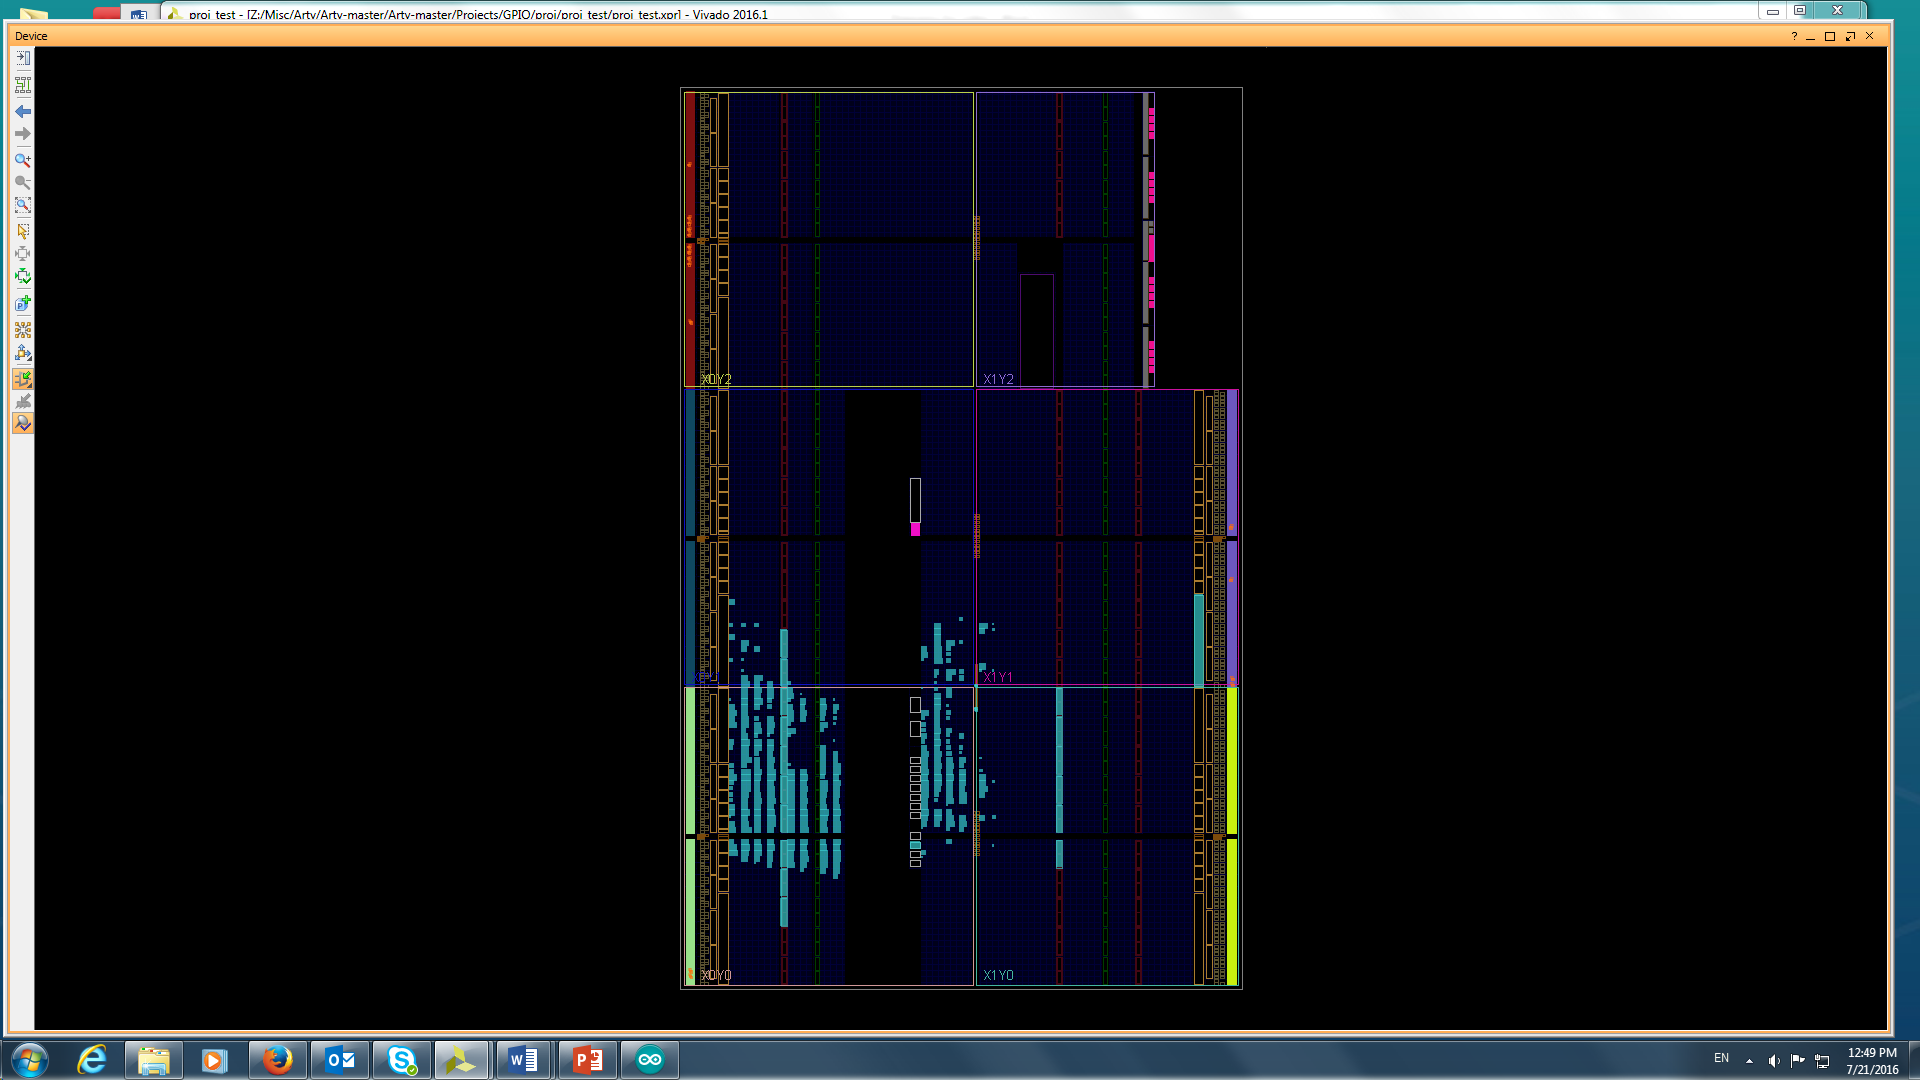 proj_test - [Z:/Misc/Arty/Arty-master/Arty-master/Projects/GPIO/proj/proj_test/proj_test.xpr] - Vivado 2016.1
Device
X0Y2
X1Y2
X1Y1
X0Y0
X1Y0
EN
12:49 PM
7/21/2016